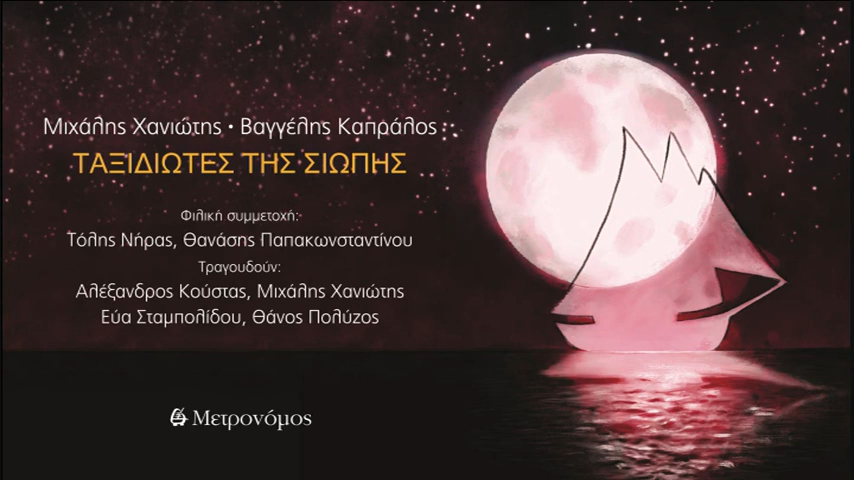 Μιχάλης Χανιώτης • Βαγγέλης Καπράλος
ΤΑΞΙΔΙΩΤΕΣ ΤΗΣ ΣΙΩΠΗΣ
Φιλική συμμετοχή:
Τόλης Νήρας, Θανάσης Παπακωνσταντίνου
Τραγουδούν:
Αλέξανδρος Κούστας, Μιχάλης Χανιώτης
Εύα Σταμπολίδου, Θάνος Πολύζος
Μετρονόμος